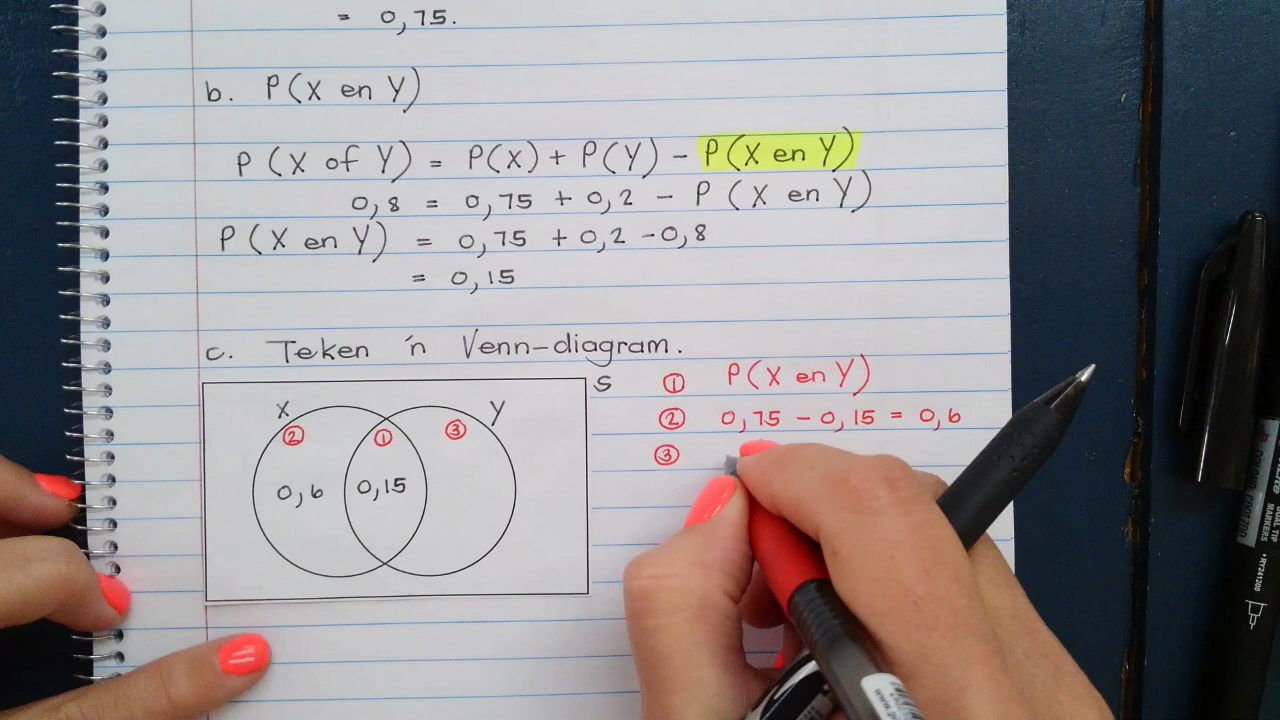 = 0,75.
b. P(X en Y)
P(X of Y) = P(X) + P(Y) - P(X en Y)
0,8 = 0,75 + 0,2 - P(X en Y)
P(X en Y) = 0,75 + 0,2 - 0,8
= 0,15
c. Teken 'n Venn-diagram.
S
X Y
② ① ③
0,6 0,15
① P(X en Y)
② 0,75 - 0,15 = 0,6
③
MARKERS
RY241200